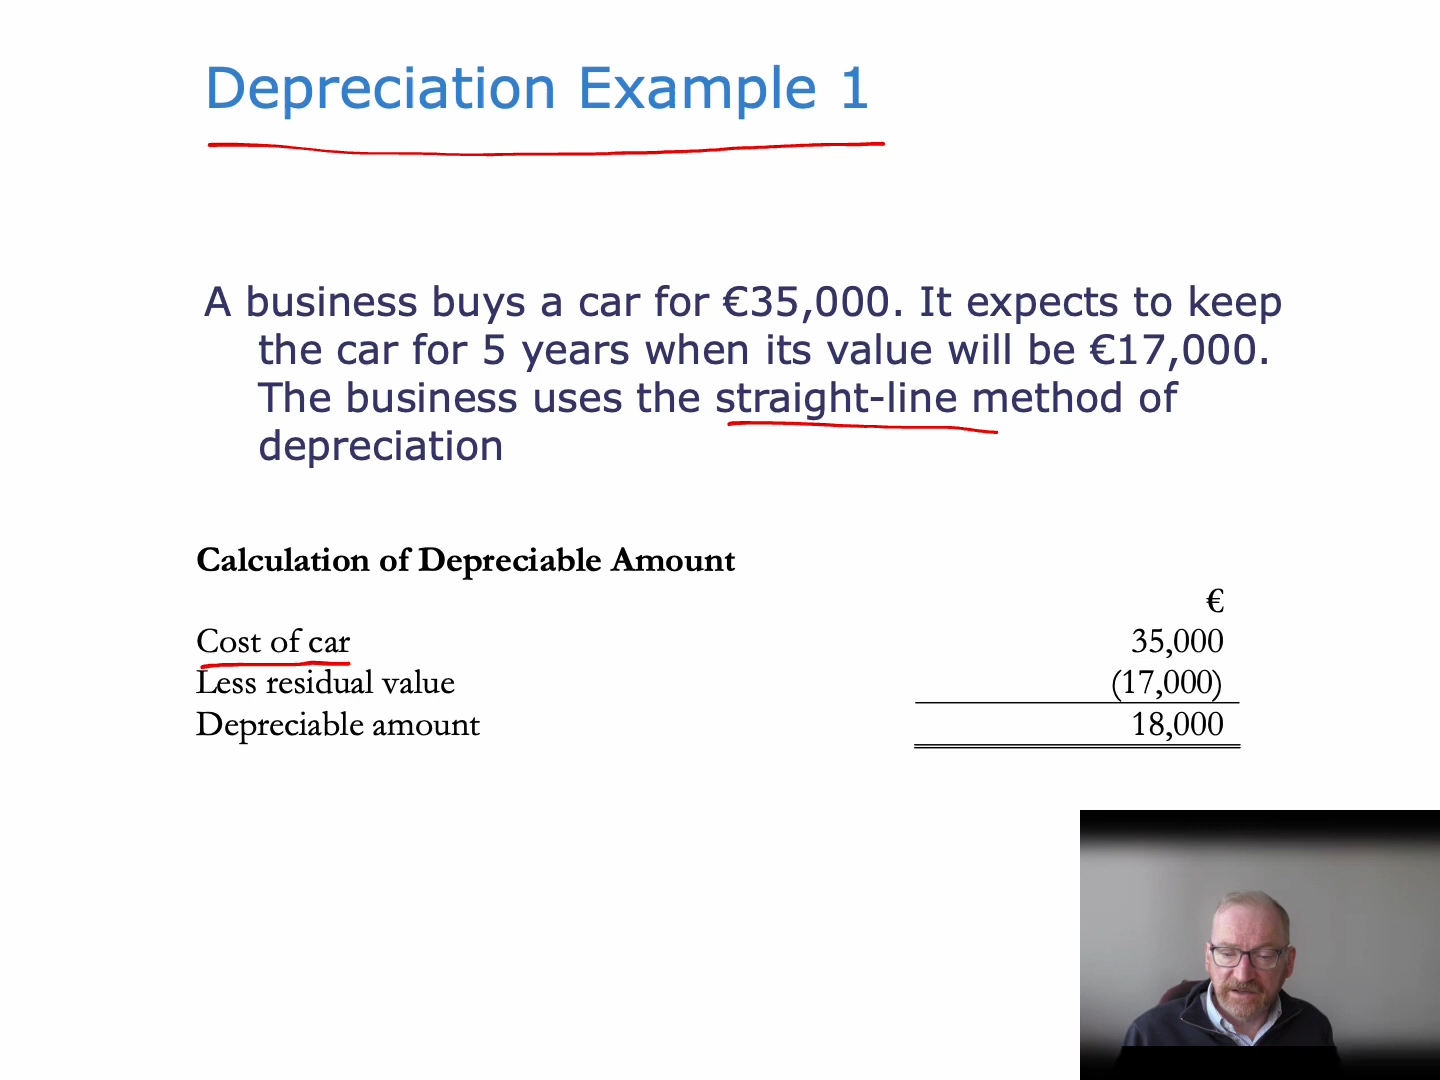 Depreciation Example 1
A business buys a car for €35,000. It expects to keep
the car for 5 years when its value will be €17,000.
The business uses the straight-line method of
depreciation
Calculation of Depreciable Amount
€
Cost of car 35,000
Less residual value (17,000)
Depreciable amount 18,000